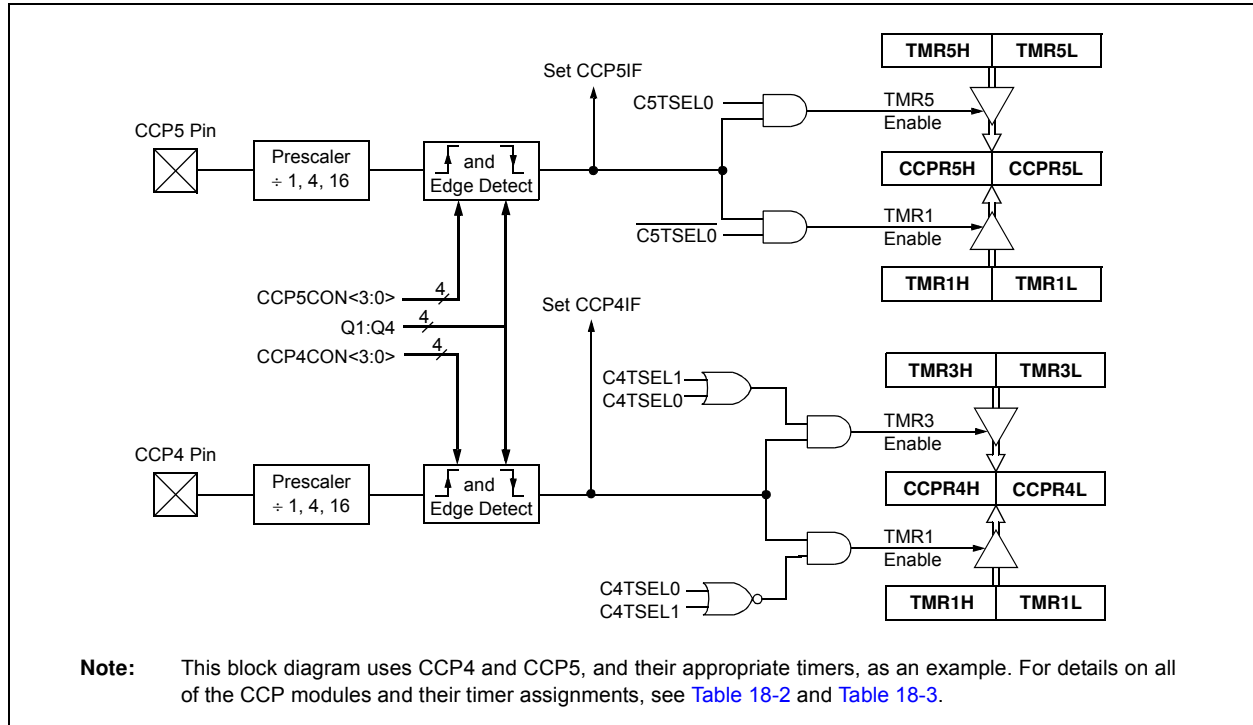 TMR5H TMR5L
Set CCP5IF
C5TSEL0
TMR5
Enable
CCP5 Pin
Prescaler
÷ 1, 4, 16
and
Edge Detect
CCPR5H CCPR5L
TMR1
Enable
C5TSEL0
TMR1H TMR1L
CCP5CON<3:0>
4
Q1:Q4
4
CCP4CON<3:0>
4
Set CCP4IF
TMR3H TMR3L
C4TSEL1
C4TSEL0
TMR3
Enable
CCP4 Pin
Prescaler
÷ 1, 4, 16
and
Edge Detect
CCPR4H CCPR4L
TMR1
Enable
C4TSEL0
C4TSEL1
TMR1H TMR1L
Note: This block diagram uses CCP4 and CCP5, and their appropriate timers, as an example. For details on all
of the CCP modules and their timer assignments, see Table 18-2 and Table 18-3.